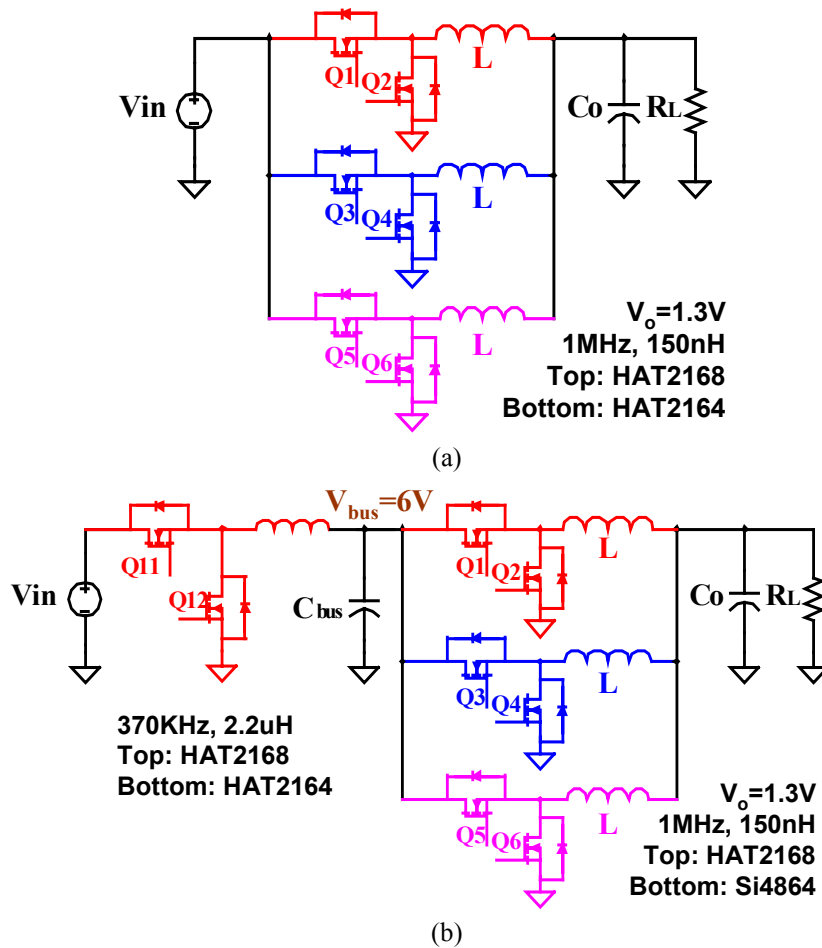 Vin
Q1
Q2
L
Q3
Q4
L
Q5
Q6
L
Co
RL
Vo=1.3V
1MHz, 150nH
Top: HAT2168
Bottom: HAT2164
(a)
Vbus=6V
Vin
Q11
Q12
Cbus
Q1
Q2
L
Q3
Q4
L
Q5
Q6
L
Co
RL
370KHz, 2.2uH
Top: HAT2168
Bottom: HAT2164
Vo=1.3V
1MHz, 150nH
Top: HAT2168
Bottom: Si4864
(b)